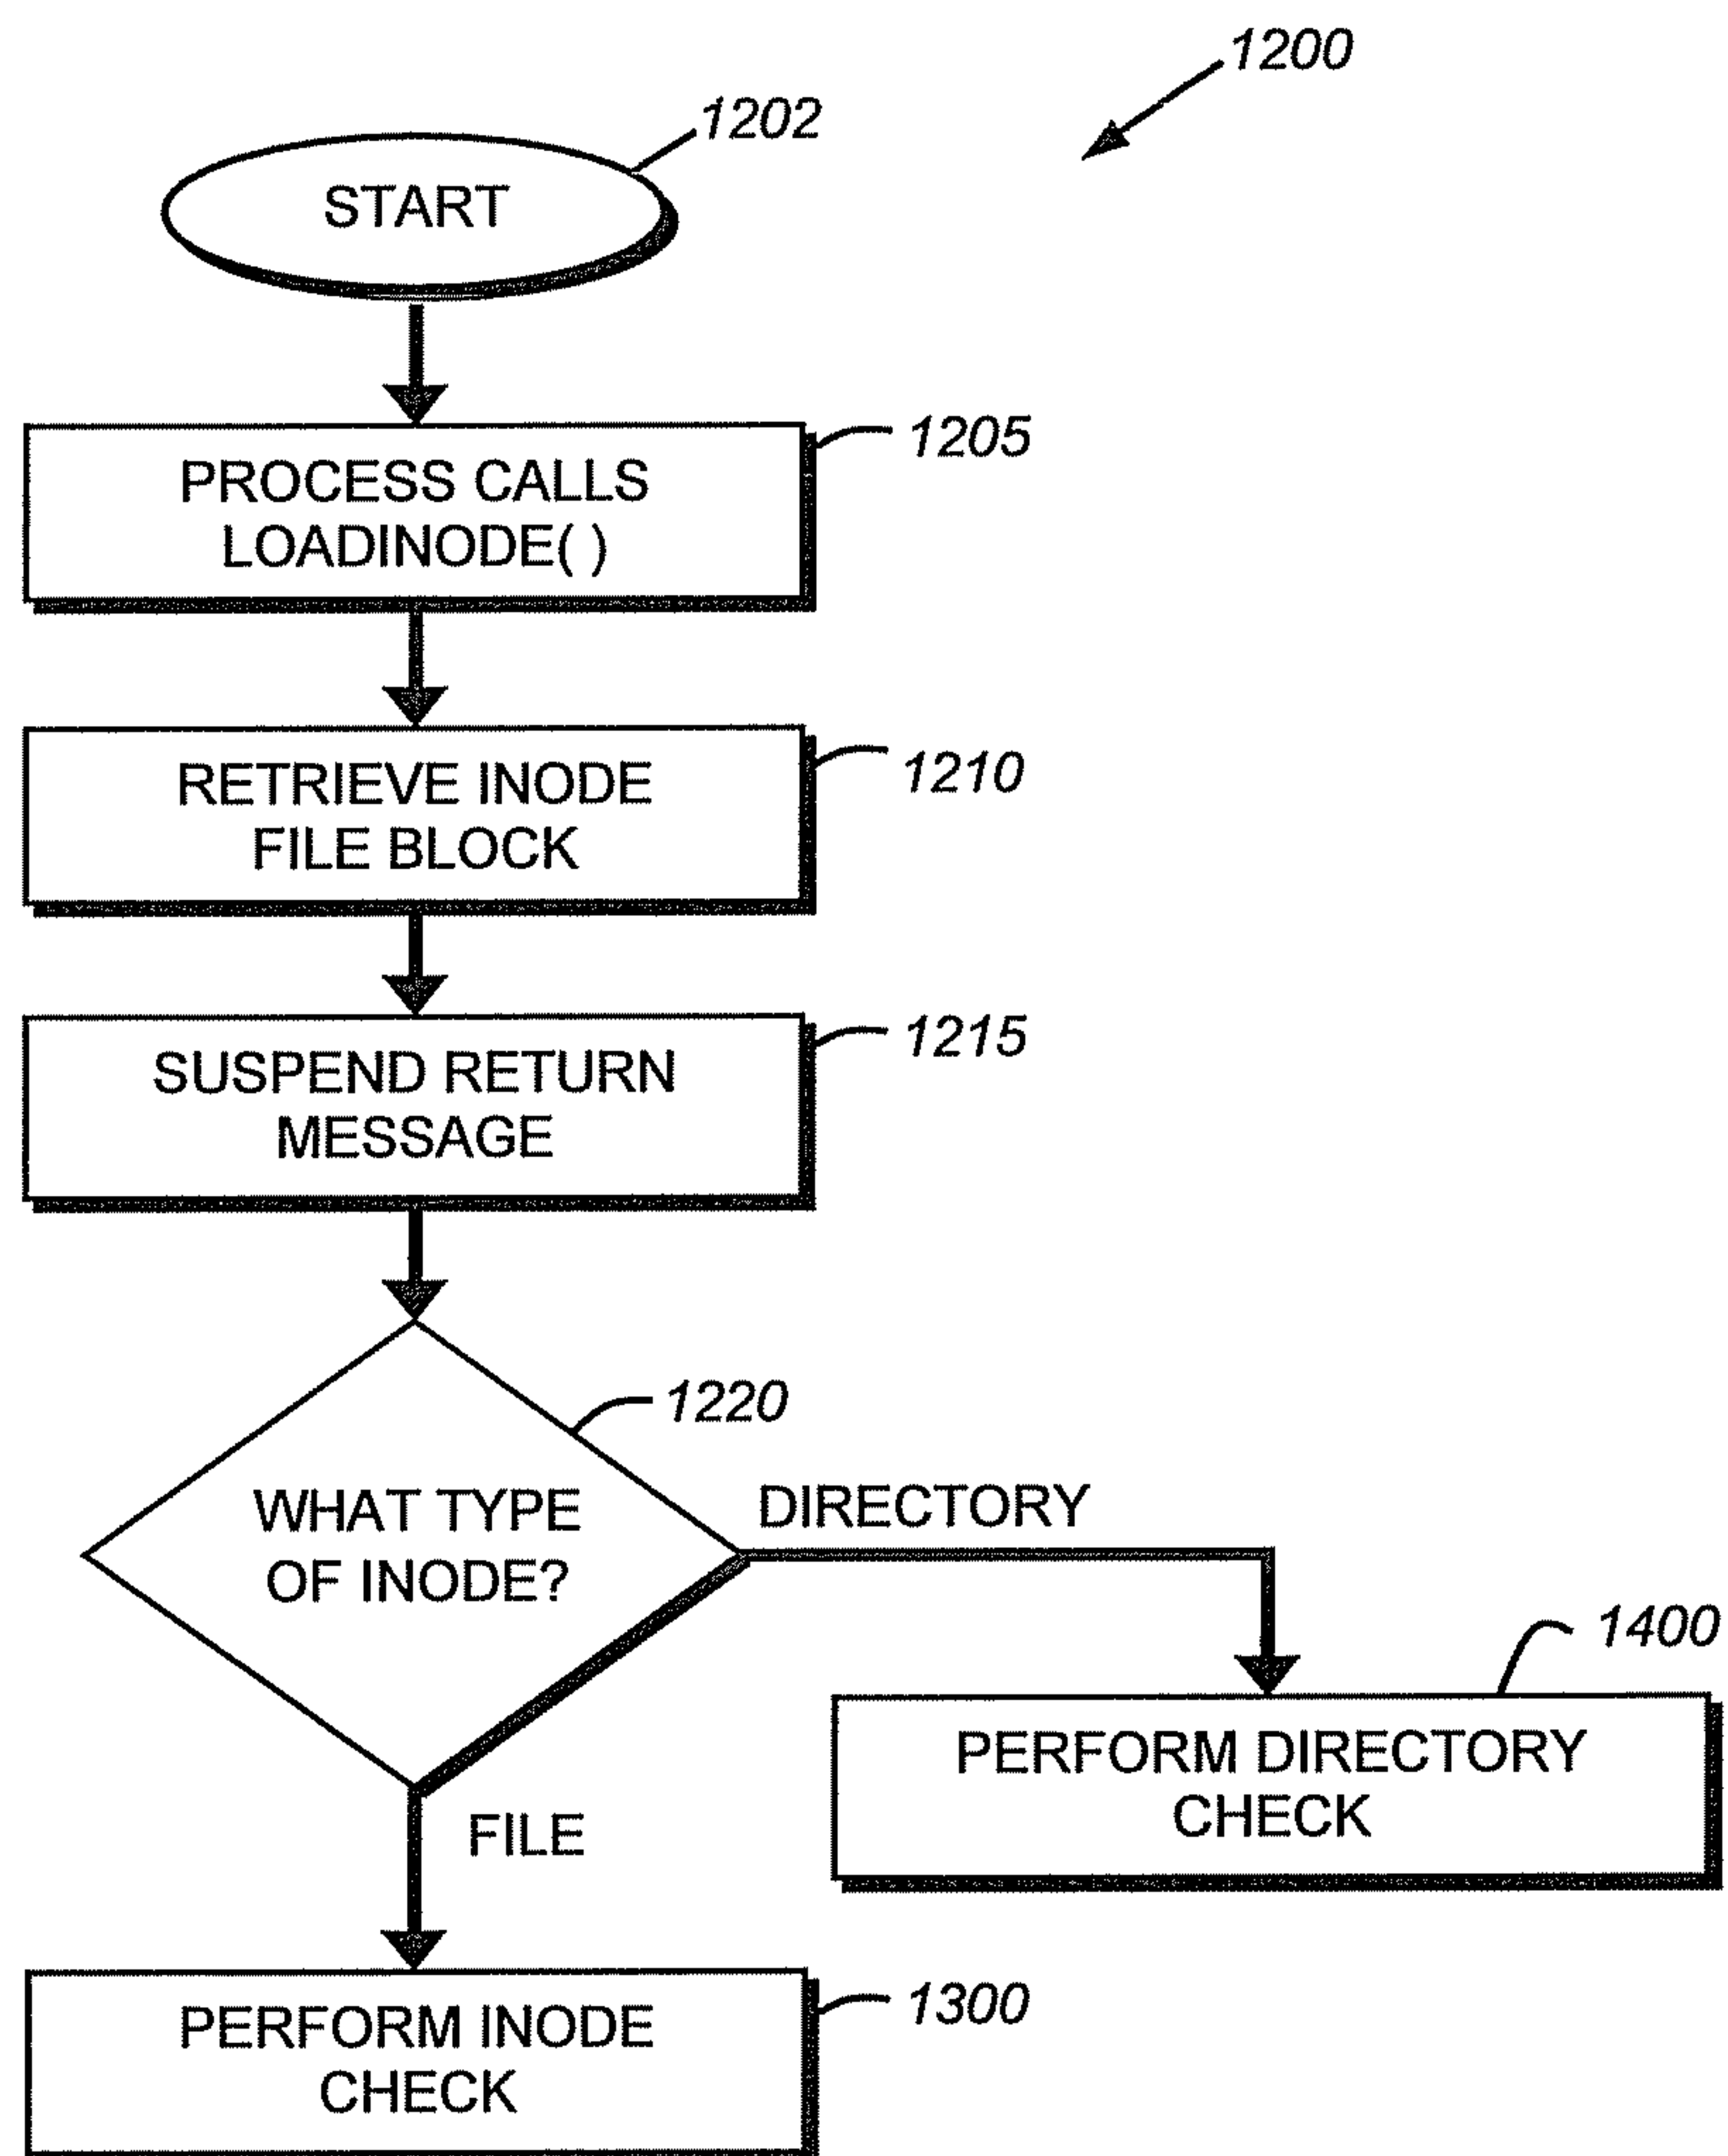 1200
1202
START
1205
PROCESS CALLS
LOADINODE( )
1210
RETRIEVE INODE
FILE BLOCK
1215
SUSPEND RETURN
MESSAGE
1220
WHAT TYPE
OF INODE?
DIRECTORY
1400
PERFORM DIRECTORY
CHECK
FILE
1300
PERFORM INODE
CHECK